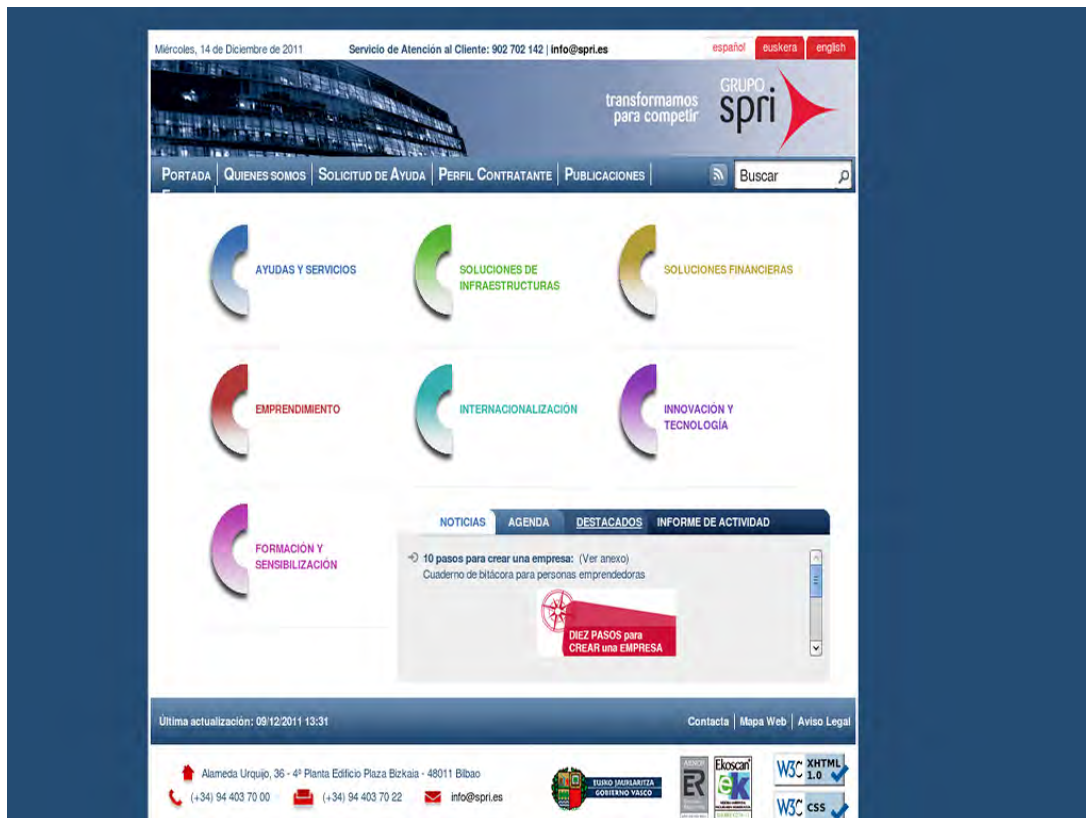 Miércoles, 14 de Diciembre de 2011
Servicio de Atención al Cliente: 902 702 142 | info@spri.es
español
euskera
english
transformamos
para competir
GRUPO
spri
PORTADA | QUIENES SOMOS | SOLICITUD DE AYUDA | PERFIL CONTRATANTE | PUBLICACIONES |
Buscar
AYUDAS Y SERVICIOS
SOLUCIONES DE
INFRAESTRUCTURAS
SOLUCIONES FINANCIERAS
EMPRENDIMIENTO
INTERNACIONALIZACIÓN
INNOVACIÓN Y
TECNOLOGÍA
FORMACIÓN Y
SENSIBILIZACIÓN
NOTICIAS
AGENDA
DESTACADOS
INFORME DE ACTIVIDAD
10 pasos para crear una empresa: (Ver anexo)
Cuaderno de bitácora para personas emprendedoras
DIEZ PASOS para
CREAR una EMPRESA
Última actualización: 09/12/2011 13:31
Contacta | Mapa Web | Aviso Legal
Alameda Urquijo, 36 - 4ª Planta Edificio Plaza Bizkaia - 48011 Bilbao
(+34) 94 403 70 00
(+34) 94 403 70 22
info@spri.es
EUSKO JAURLARITZA
GOBIERNO VASCO
AENOR
ER
Ekoscan
ek
W3C XHTML
1.0
W3C CSS